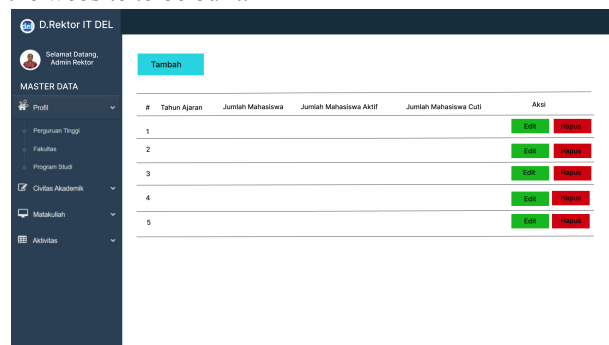 del D.Rektor IT DEL
Selamat Datang,
Admin Rektor
MASTER DATA
Profil
Perguruan Tinggi
Fakultas
Program Studi
Civitas Akademik
Matakuliah
Aktivitas
Tambah
# Tahun Ajaran Jumlah Mahasiswa Jumlah Mahasiswa Aktif Jumlah Mahasiswa Cuti Aksi
1 Edit Hapus
2 Edit Hapus
3 Edit Hapus
4 Edit Hapus
5 Edit Hapus